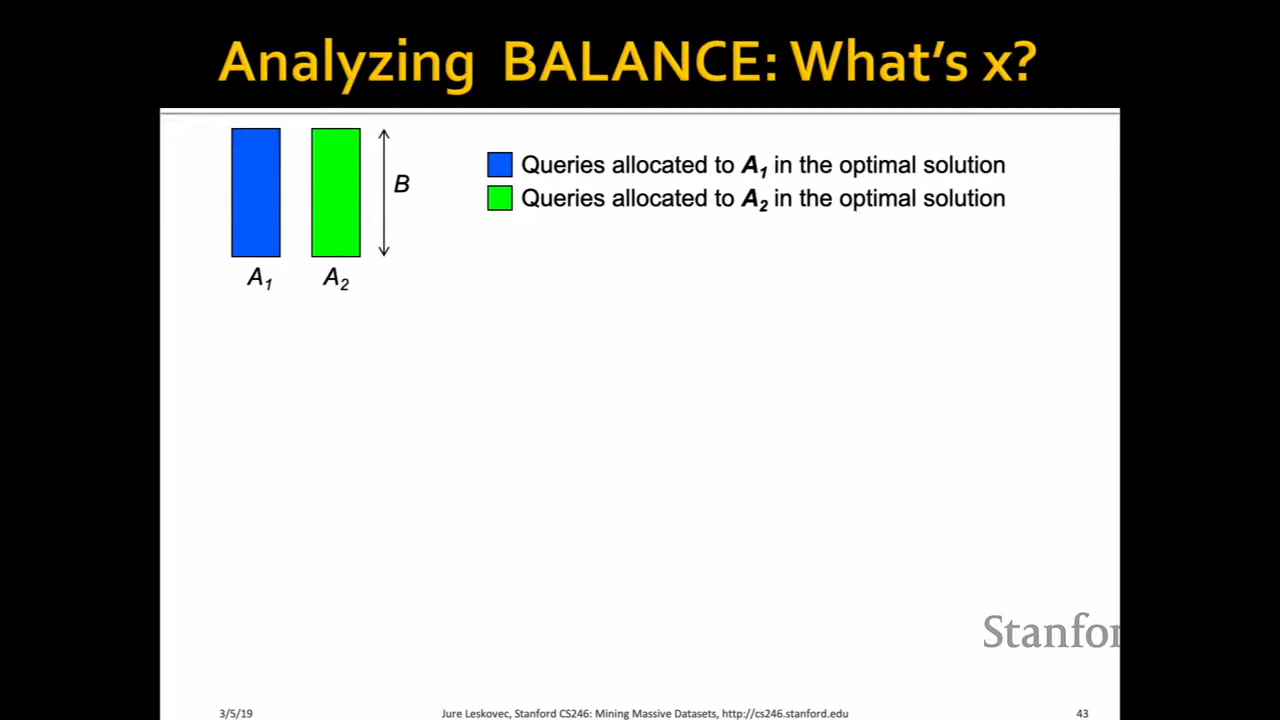 Analyzing BALANCE: What's x?
B
Queries allocated to A1 in the optimal solution
Queries allocated to A2 in the optimal solution
A1 A2
Stanfor
3/5/19 Jure Leskovec, Stanford CS246: Mining Massive Datasets, http://cs246.stanford.edu 43